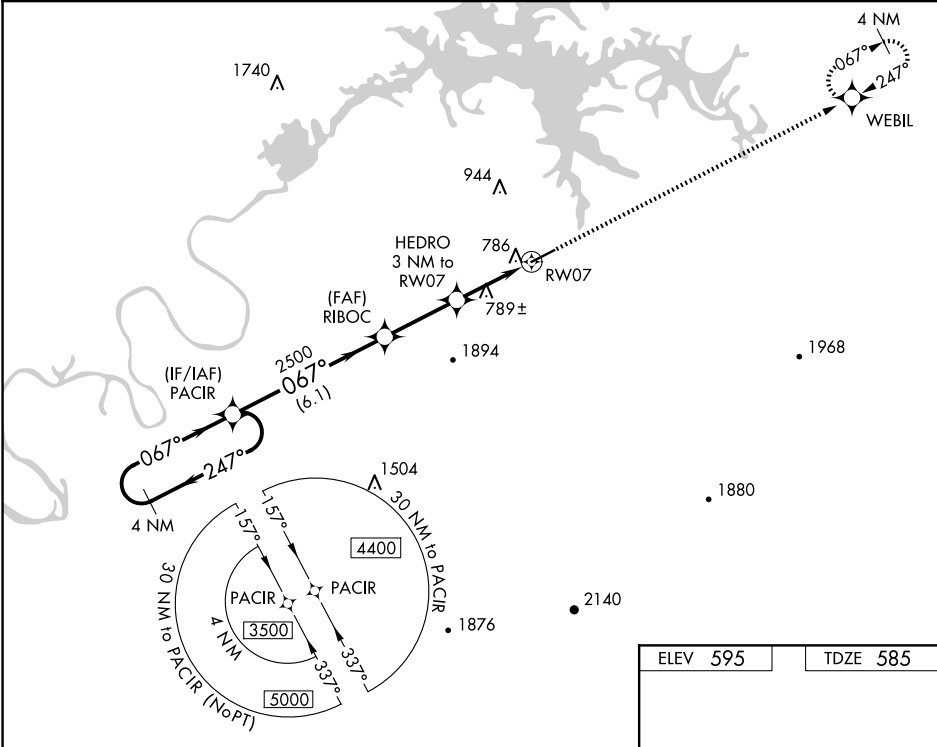 4 NM
067°
247°
WEBIL
1740
944
HEDRO
3 NM to
RW07
786
RW07
(FAF)
RIBOC
789±
1894
1968
2500
067°
(6.1)
(IF/IAF)
PACIR
067°
247°
4 NM
1504
1880
157°
157°
30 NM to PACIR
4400
PACIR
PACIR
30 NM to PACIR (NoPT)
4 NM
3500
337°
337°
5000
1876
2140
ELEV 595
TDZE 585